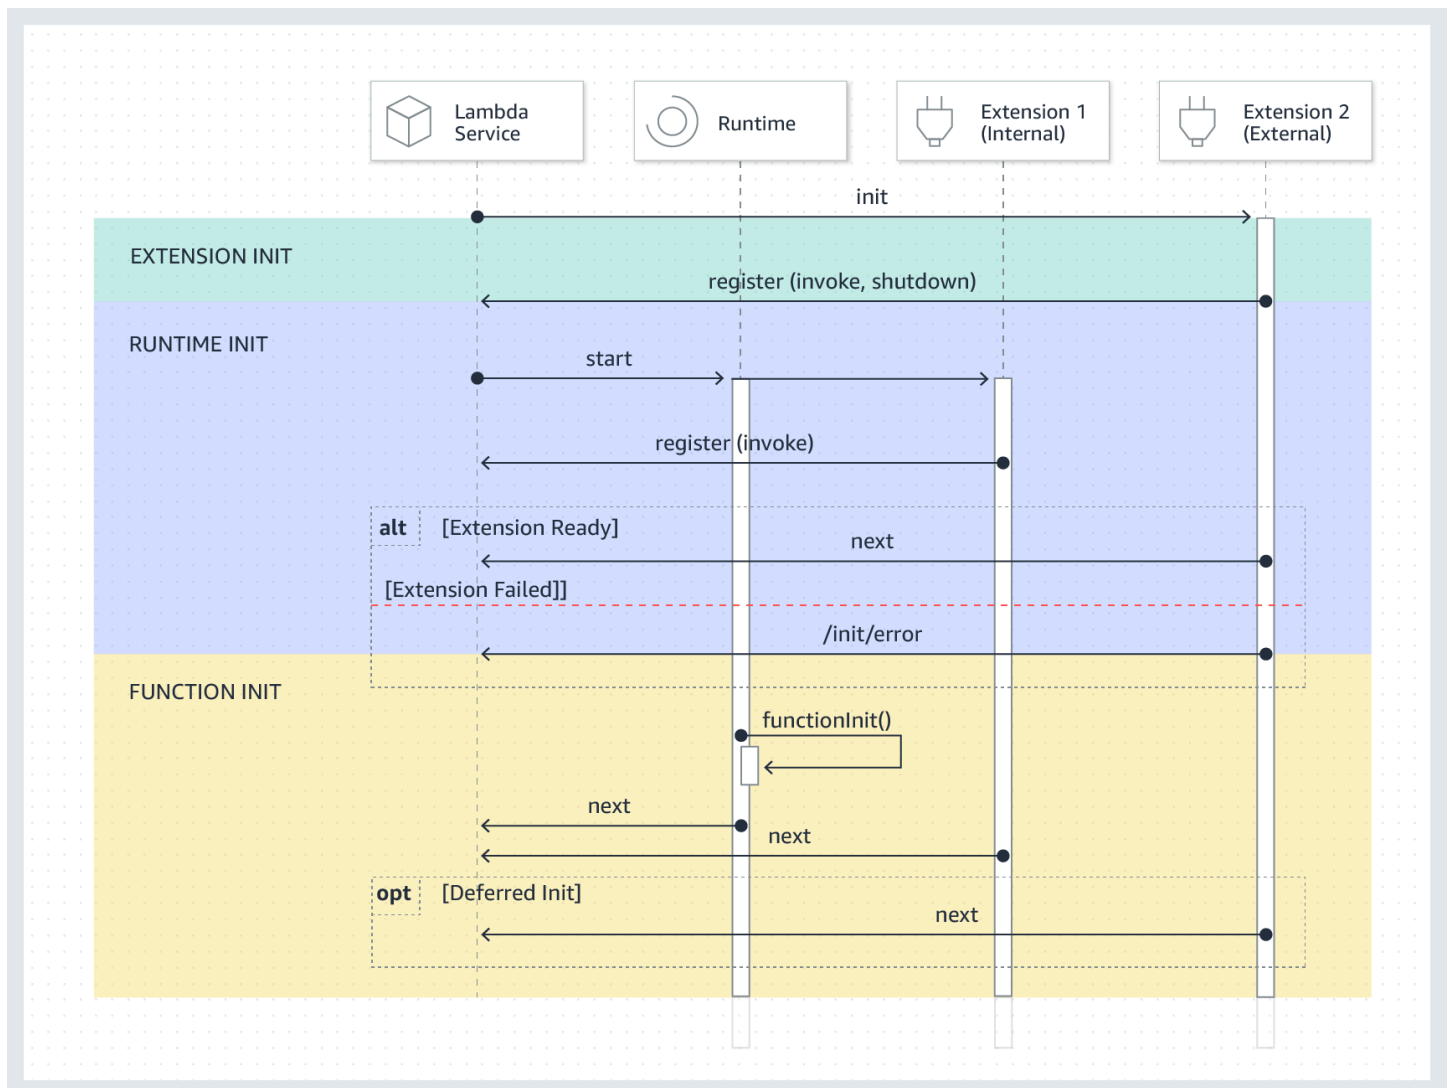 Lambda
Service
Runtime
Extension 1
(Internal)
Extension 2
(External)
init
EXTENSION INIT
register (invoke, shutdown)
RUNTIME INIT
start
register (invoke)
alt [Extension Ready]
next
[Extension Failed]]
/init/error
FUNCTION INIT
functionInit()
next
next
opt [Deferred Init]
next